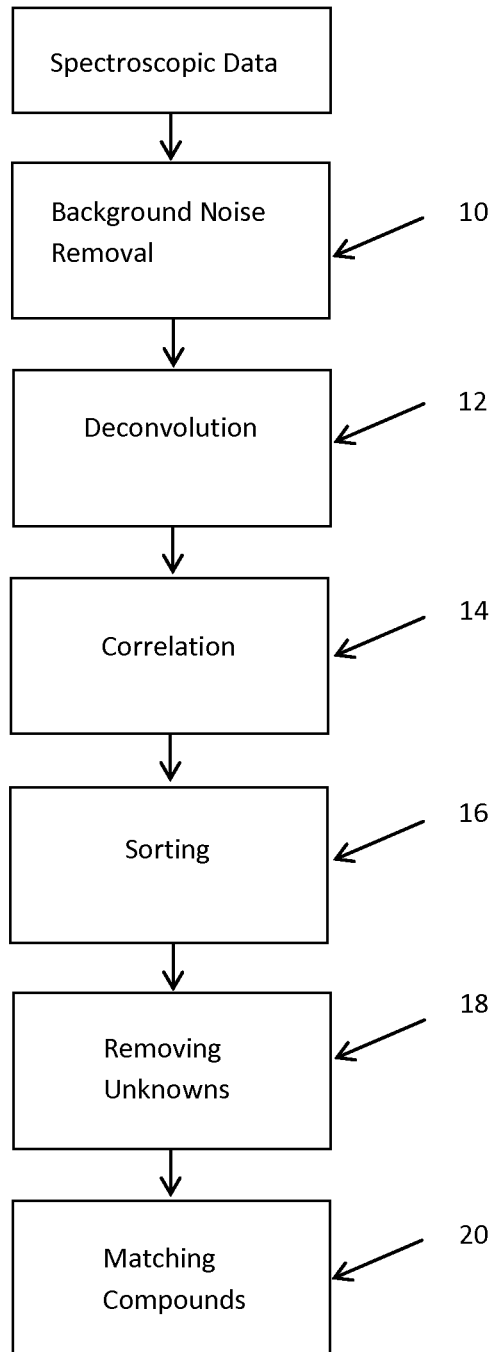 Spectroscopic Data
Background Noise
Removal
10
Deconvolution
12
Correlation
14
Sorting
16
Removing
Unknowns
18
Matching
Compounds
20